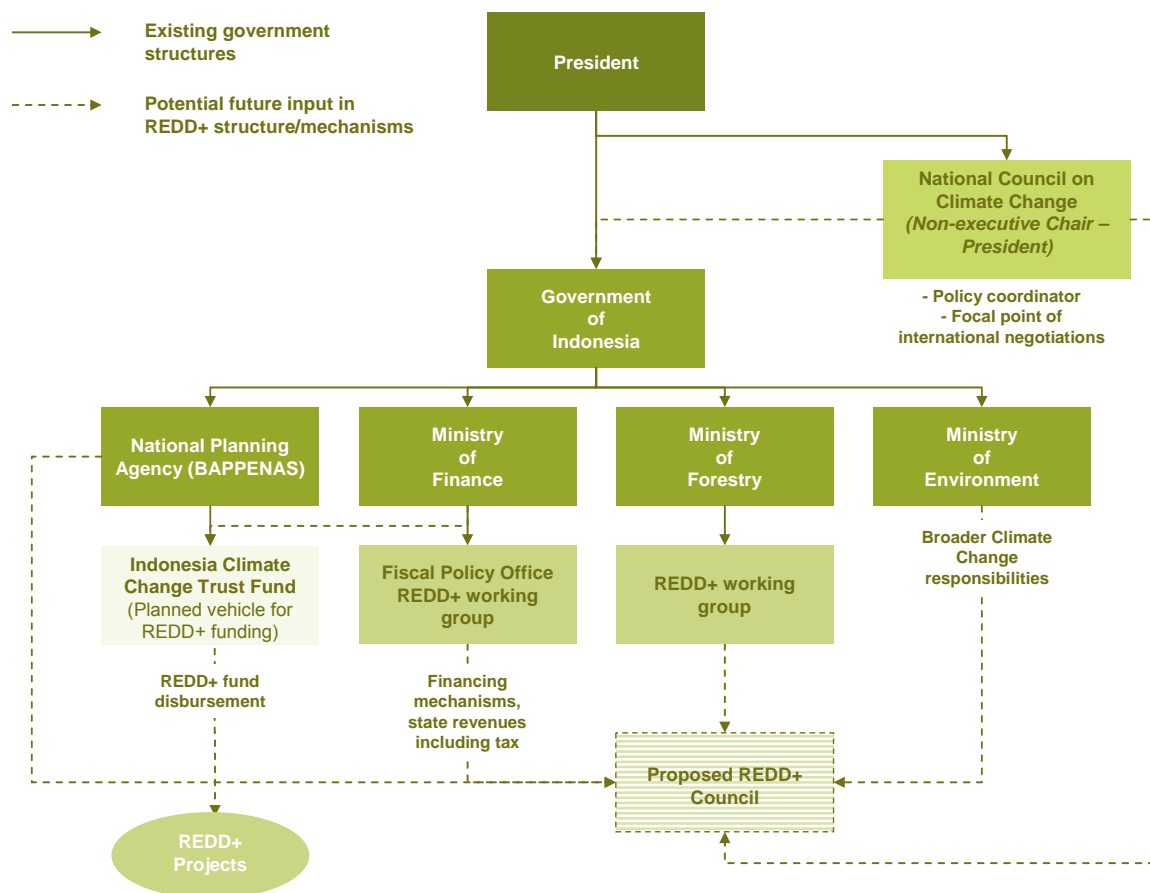 Existing government
structures
Potential future input in
REDD+ structure/mechanisms
President
National Council on
Climate Change
(Non-executive Chair –
President)
- Policy coordinator
- Focal point of
international negotiations
Government
of
Indonesia
National Planning
Agency (BAPPENAS)
Ministry
of
Finance
Ministry
of
Forestry
Ministry
of
Environment
Indonesia Climate
Change Trust Fund
(Planned vehicle for
REDD+ funding)
Fiscal Policy Office
REDD+ working
group
REDD+ working
group
Broader Climate
Change
responsibilities
REDD+ fund
disbursement
Financing
mechanisms,
state revenues
including tax
Proposed REDD+
Council
REDD+
Projects